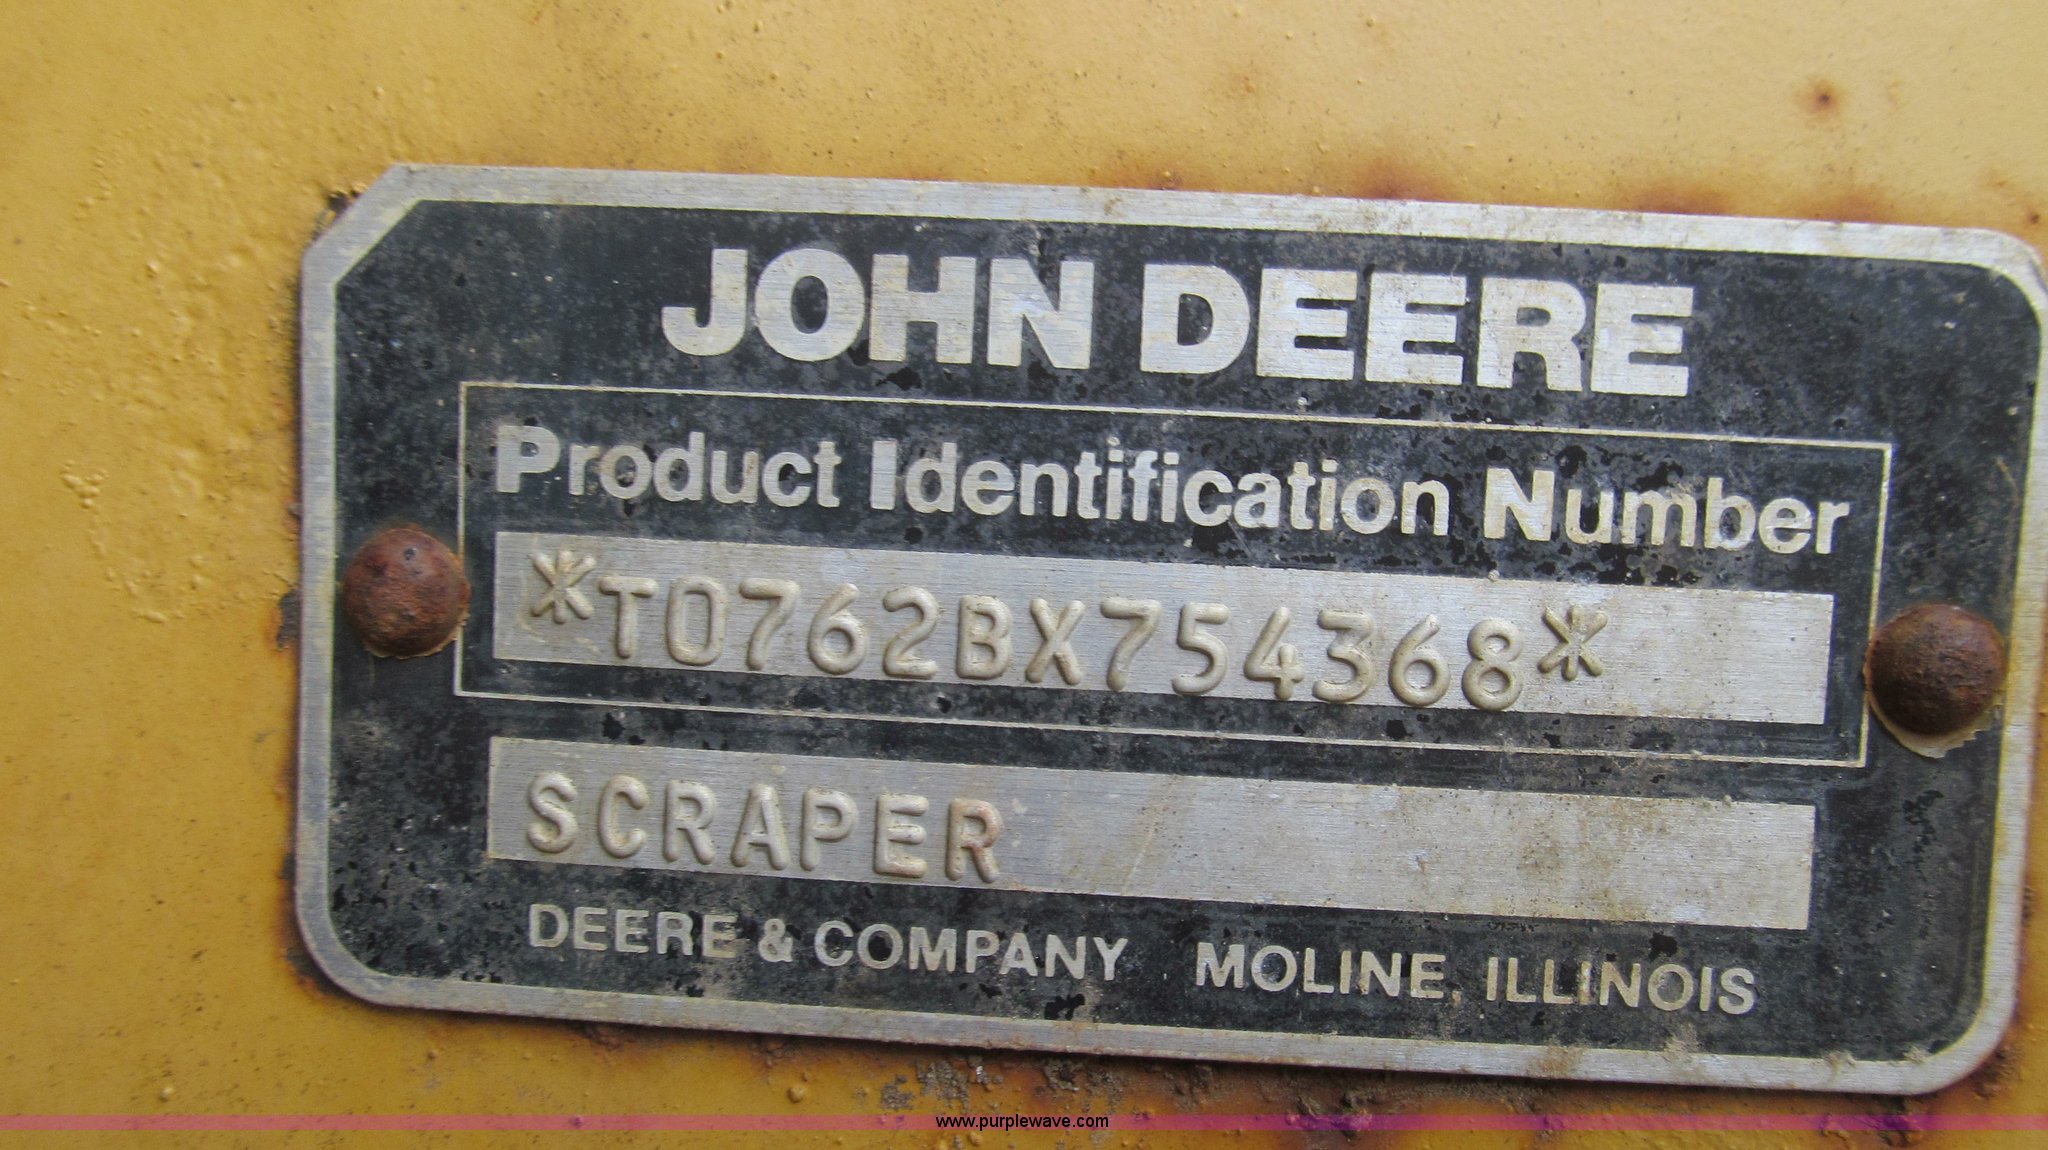 JOHN DEERE
Product Identification Number
*T0762BX754368*
SCRAPER
DEERE & COMPANY MOLINE, ILLINOIS
www.purplewave.com